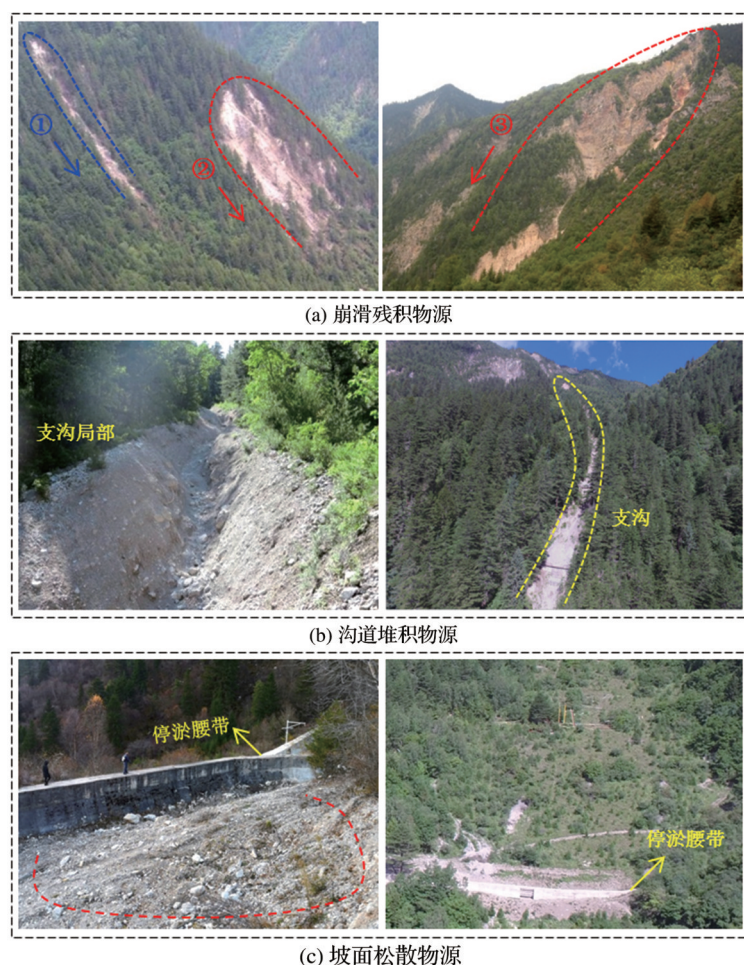 ①
②
③
(a) 崩滑残积物源
支沟局部
支沟
(b) 沟道堆积物源
停淤腰带
停淤腰带
(c) 坡面松散物源